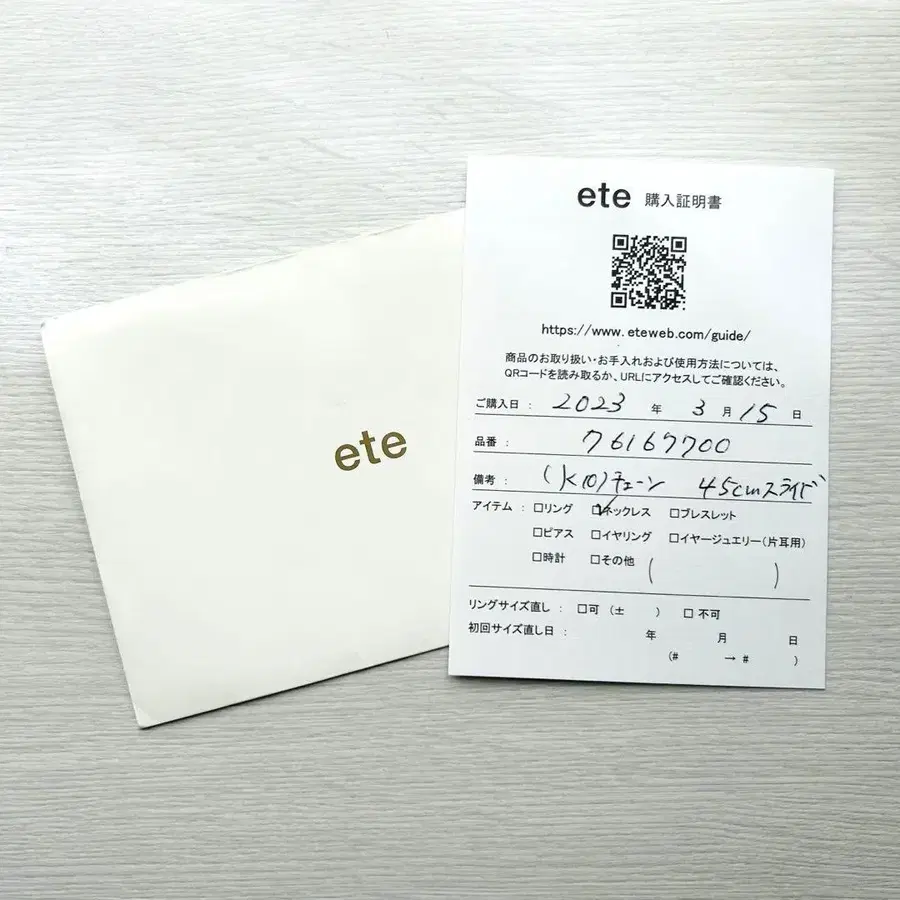 ete
ete 購入証明書
https://www.eteweb.com/guide/
商品のお取り扱い・お手入れおよび使用方法については、
QRコードを読み取るか、URLにアクセスしてご確認ください。
ご購入日 : 2023 年 3 月 15 日
品番 : 76167700
備考 : (K10)チェーン 45cmスライド
アイテム : □リング ☑ネックレス □ブレスレット
□ピアス □イヤリング □イヤージュエリー(片耳用)
□時計 □その他 ( )
リングサイズ直し : □可 (± ) □不可
初回サイズ直し日 : 年 月 日
(# → # )